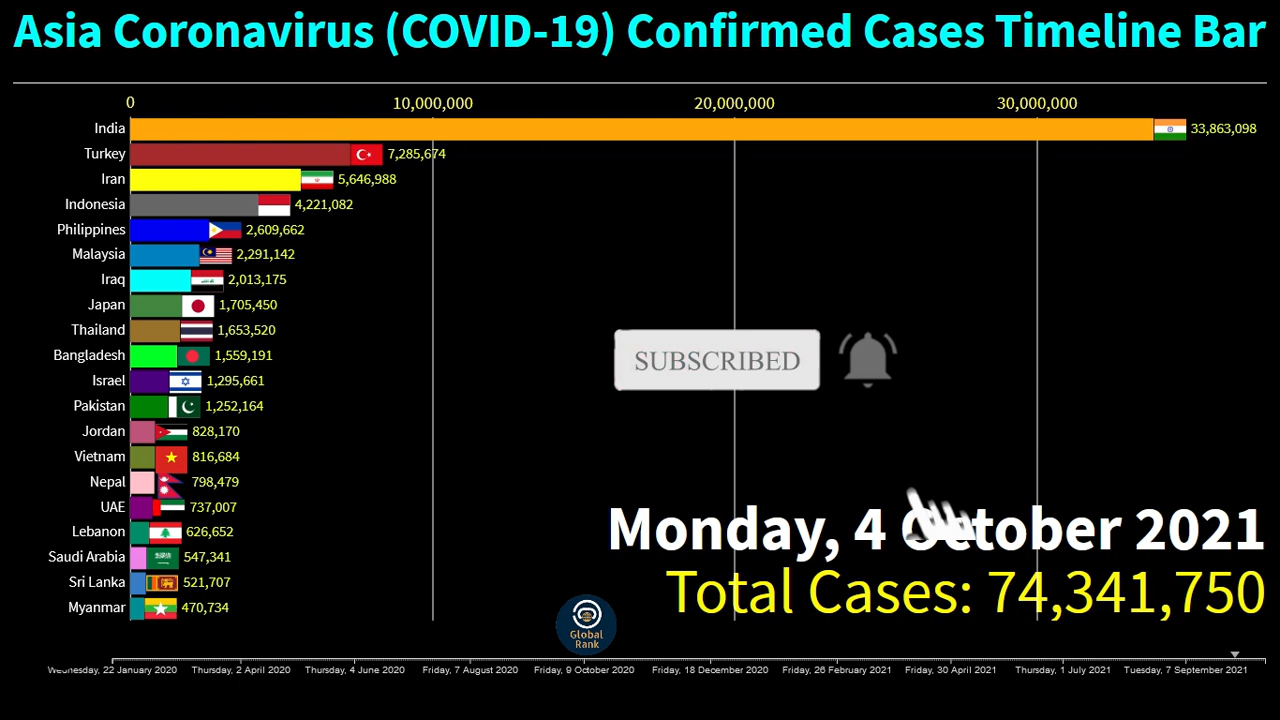 Asia Coronavirus (COVID-19) Confirmed Cases Timeline Bar
0 10,000,000 20,000,000 30,000,000
India 33,863,098
Turkey 7,285,674
Iran 5,646,988
Indonesia 4,221,082
Philippines 2,609,662
Malaysia 2,291,142
Iraq 2,013,175
Japan 1,705,450
Thailand 1,653,520
SUBSCRIBED
Bangladesh 1,559,191
Israel 1,295,661
Pakistan 1,252,164
Jordan 828,170
Vietnam 816,684
Nepal 798,479
UAE 737,007
Lebanon 626,652
Monday, 4 October 2021
Saudi Arabia 547,341
Sri Lanka 521,707
Total Cases: 74,341,750
Myanmar 470,734
Global
Rank
Wednesday, 22 January 2020 Thursday, 2 April 2020 Thursday, 4 June 2020 Friday, 7 August 2020 Friday, 9 October 2020 Friday, 18 December 2020 Friday, 26 February 2021 Friday, 30 April 2021 Thursday, 1 July 2021 Tuesday, 7 September 2021